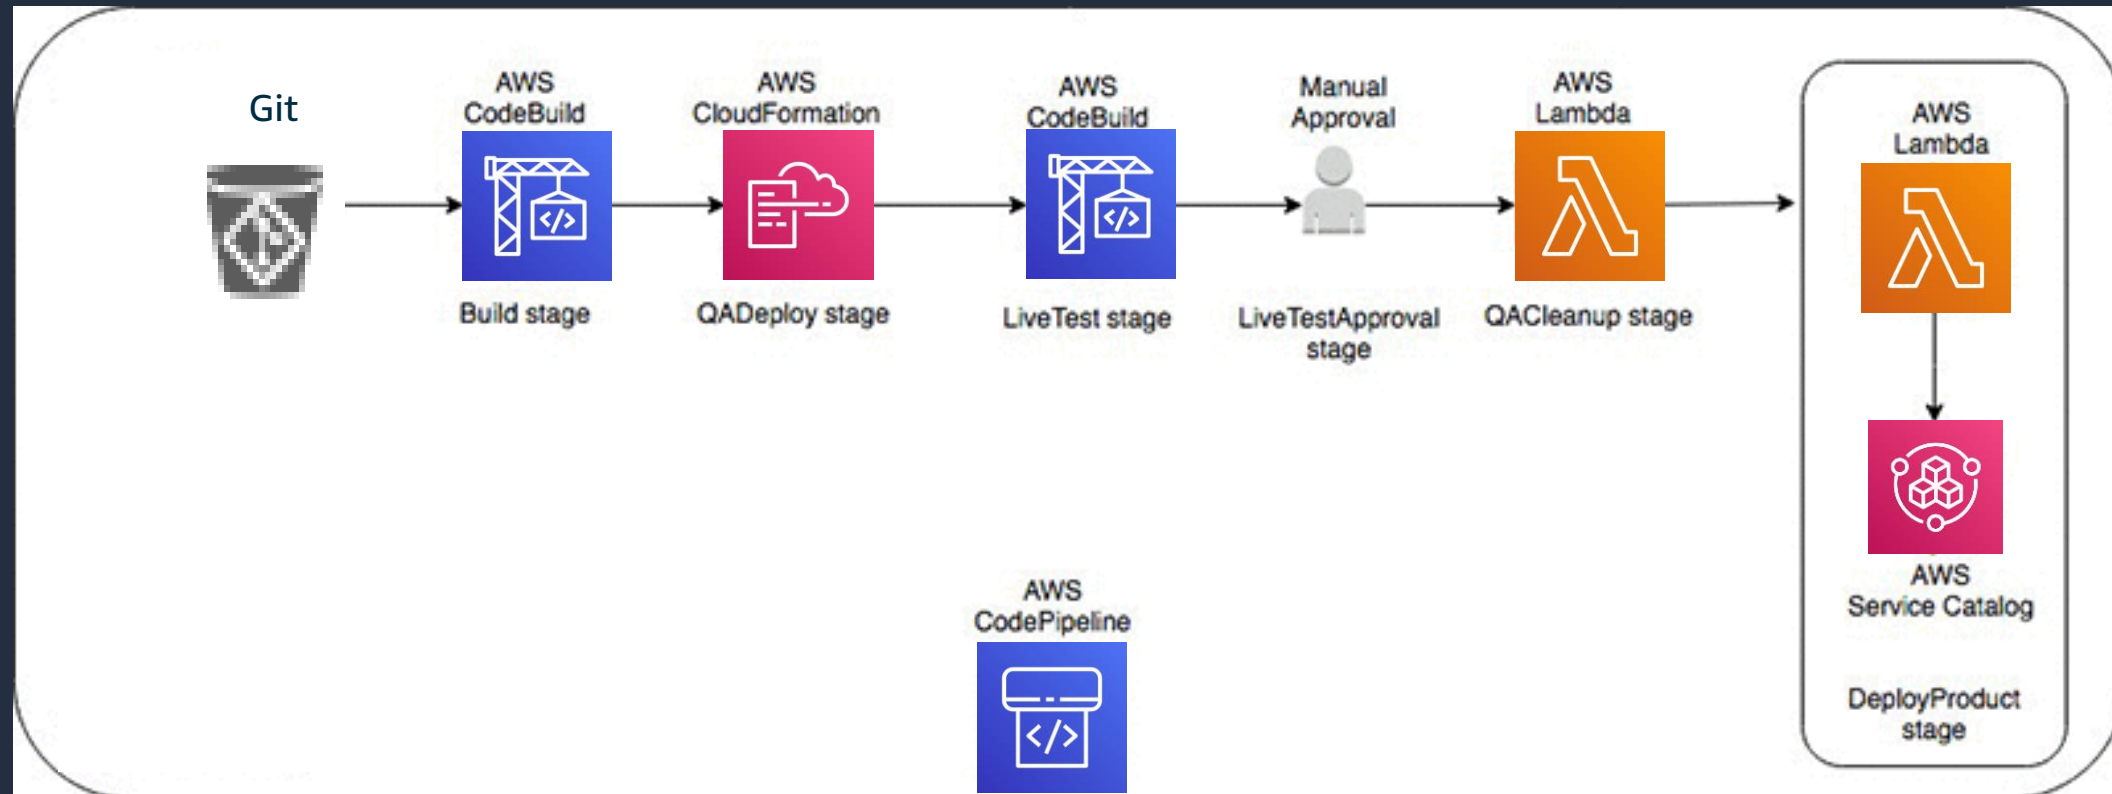 Git
AWS
CodeBuild
</>
Build stage
AWS
CloudFormation
QADeploy stage
AWS
CodeBuild
</>
LiveTest stage
Manual
Approval
LiveTestApproval
stage
AWS
Lambda
QACleanup stage
AWS
Lambda
AWS
Service Catalog
DeployProduct
stage
AWS
CodePipeline
</>